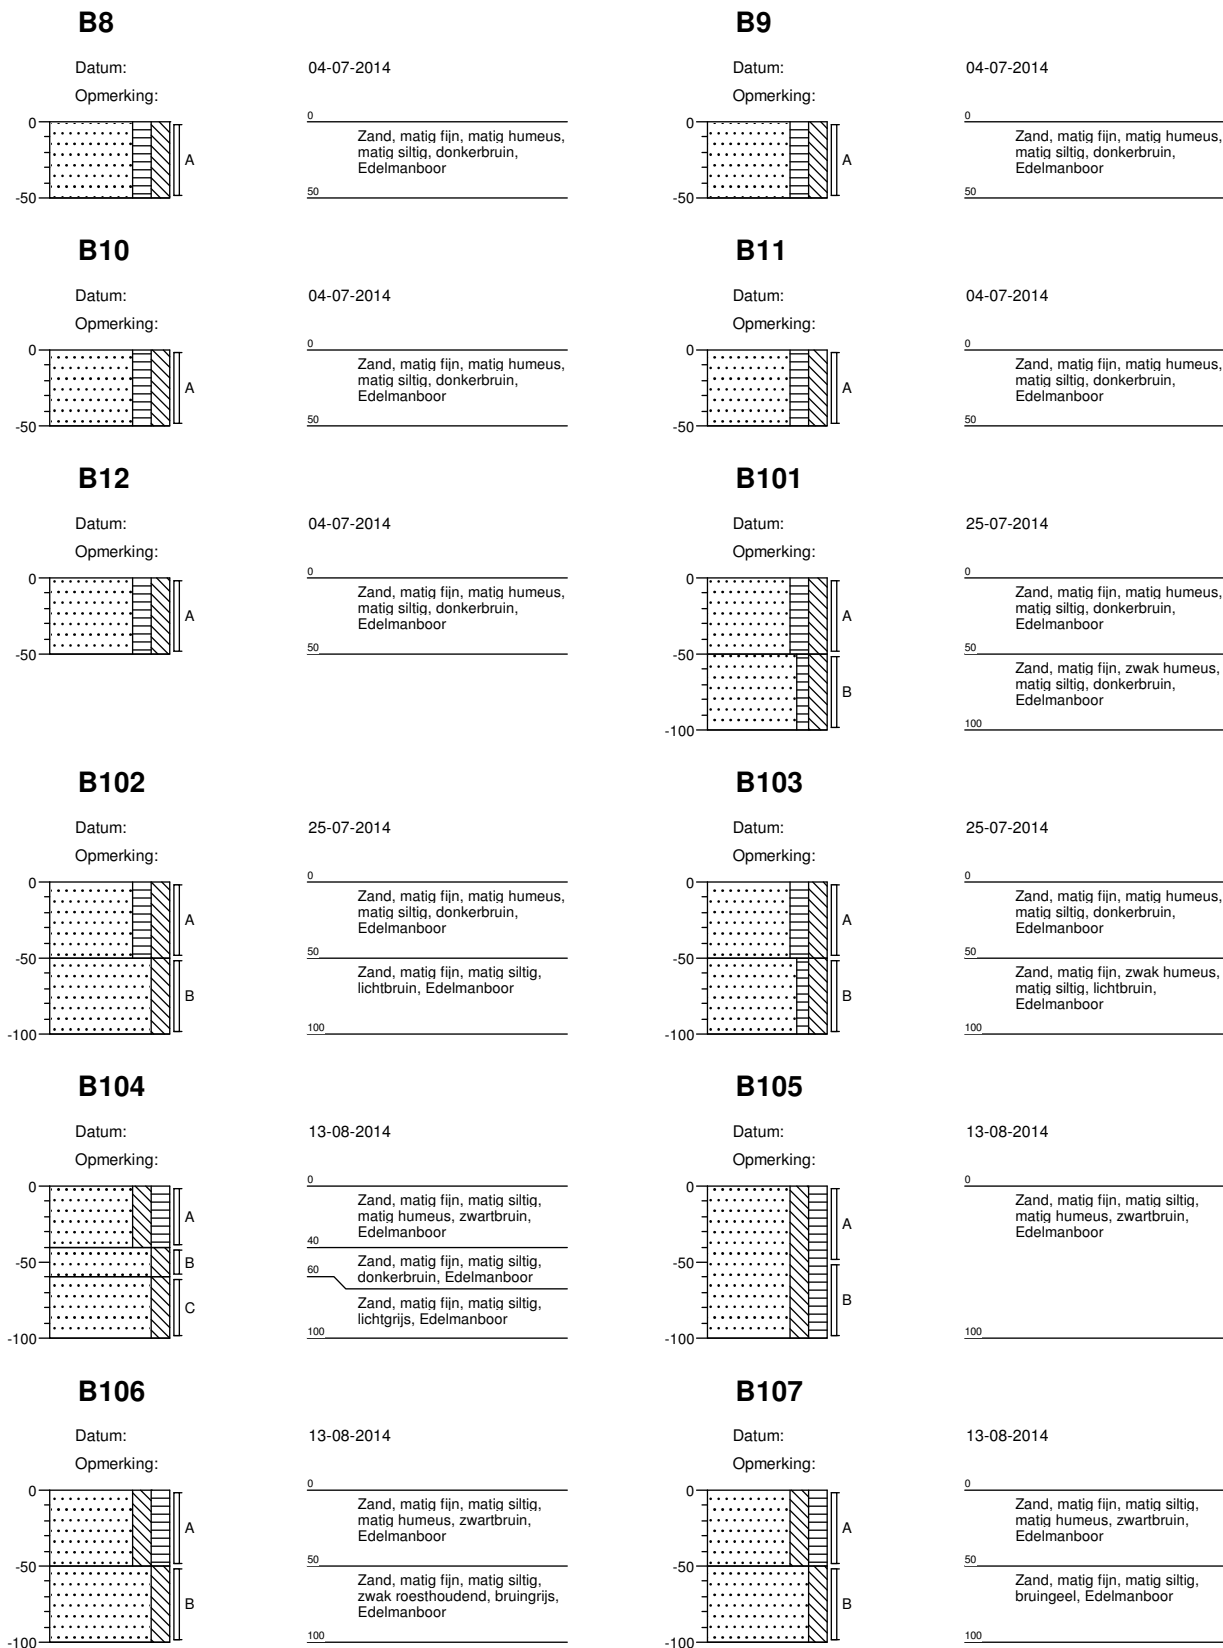 B8
Datum: 04-07-2014
Opmerking:
0
-50
A
0
Zand, matig fijn, matig humeus,
matig siltig, donkerbruin,
Edelmanboor
50
B9
Datum: 04-07-2014
Opmerking:
0
-50
A
0
Zand, matig fijn, matig humeus,
matig siltig, donkerbruin,
Edelmanboor
50
B10
Datum: 04-07-2014
Opmerking:
0
-50
A
0
Zand, matig fijn, matig humeus,
matig siltig, donkerbruin,
Edelmanboor
50
B11
Datum: 04-07-2014
Opmerking:
0
-50
A
0
Zand, matig fijn, matig humeus,
matig siltig, donkerbruin,
Edelmanboor
50
B12
Datum: 04-07-2014
Opmerking:
0
-50
A
0
Zand, matig fijn, matig humeus,
matig siltig, donkerbruin,
Edelmanboor
50
B101
Datum: 25-07-2014
Opmerking:
0
-50
-100
A
B
0
Zand, matig fijn, matig humeus,
matig siltig, donkerbruin,
Edelmanboor
50
Zand, matig fijn, zwak humeus,
matig siltig, donkerbruin,
Edelmanboor
100
B102
Datum: 25-07-2014
Opmerking:
0
-50
-100
A
B
0
Zand, matig fijn, matig humeus,
matig siltig, donkerbruin,
Edelmanboor
50
Zand, matig fijn, matig siltig,
lichtbruin, Edelmanboor
100
B103
Datum: 25-07-2014
Opmerking:
0
-50
-100
A
B
0
Zand, matig fijn, matig humeus,
matig siltig, donkerbruin,
Edelmanboor
50
Zand, matig fijn, zwak humeus,
matig siltig, lichtbruin,
Edelmanboor
100
B104
Datum: 13-08-2014
Opmerking:
0
-50
-100
A
B
C
0
Zand, matig fijn, matig siltig,
matig humeus, zwartbruin,
Edelmanboor
40
Zand, matig fijn, matig siltig,
donkerbruin, Edelmanboor
60
Zand, matig fijn, matig siltig,
lichtgrijs, Edelmanboor
100
B105
Datum: 13-08-2014
Opmerking:
0
-50
-100
A
B
0
Zand, matig fijn, matig siltig,
matig humeus, zwartbruin,
Edelmanboor
100
B106
Datum: 13-08-2014
Opmerking:
0
-50
-100
A
B
0
Zand, matig fijn, matig siltig,
matig humeus, zwartbruin,
Edelmanboor
50
Zand, matig fijn, matig siltig,
zwak roesthoudend, bruingrijs,
Edelmanboor
100
B107
Datum: 13-08-2014
Opmerking:
0
-50
-100
A
B
0
Zand, matig fijn, matig siltig,
matig humeus, zwartbruin,
Edelmanboor
50
Zand, matig fijn, matig siltig,
bruingeel, Edelmanboor
100